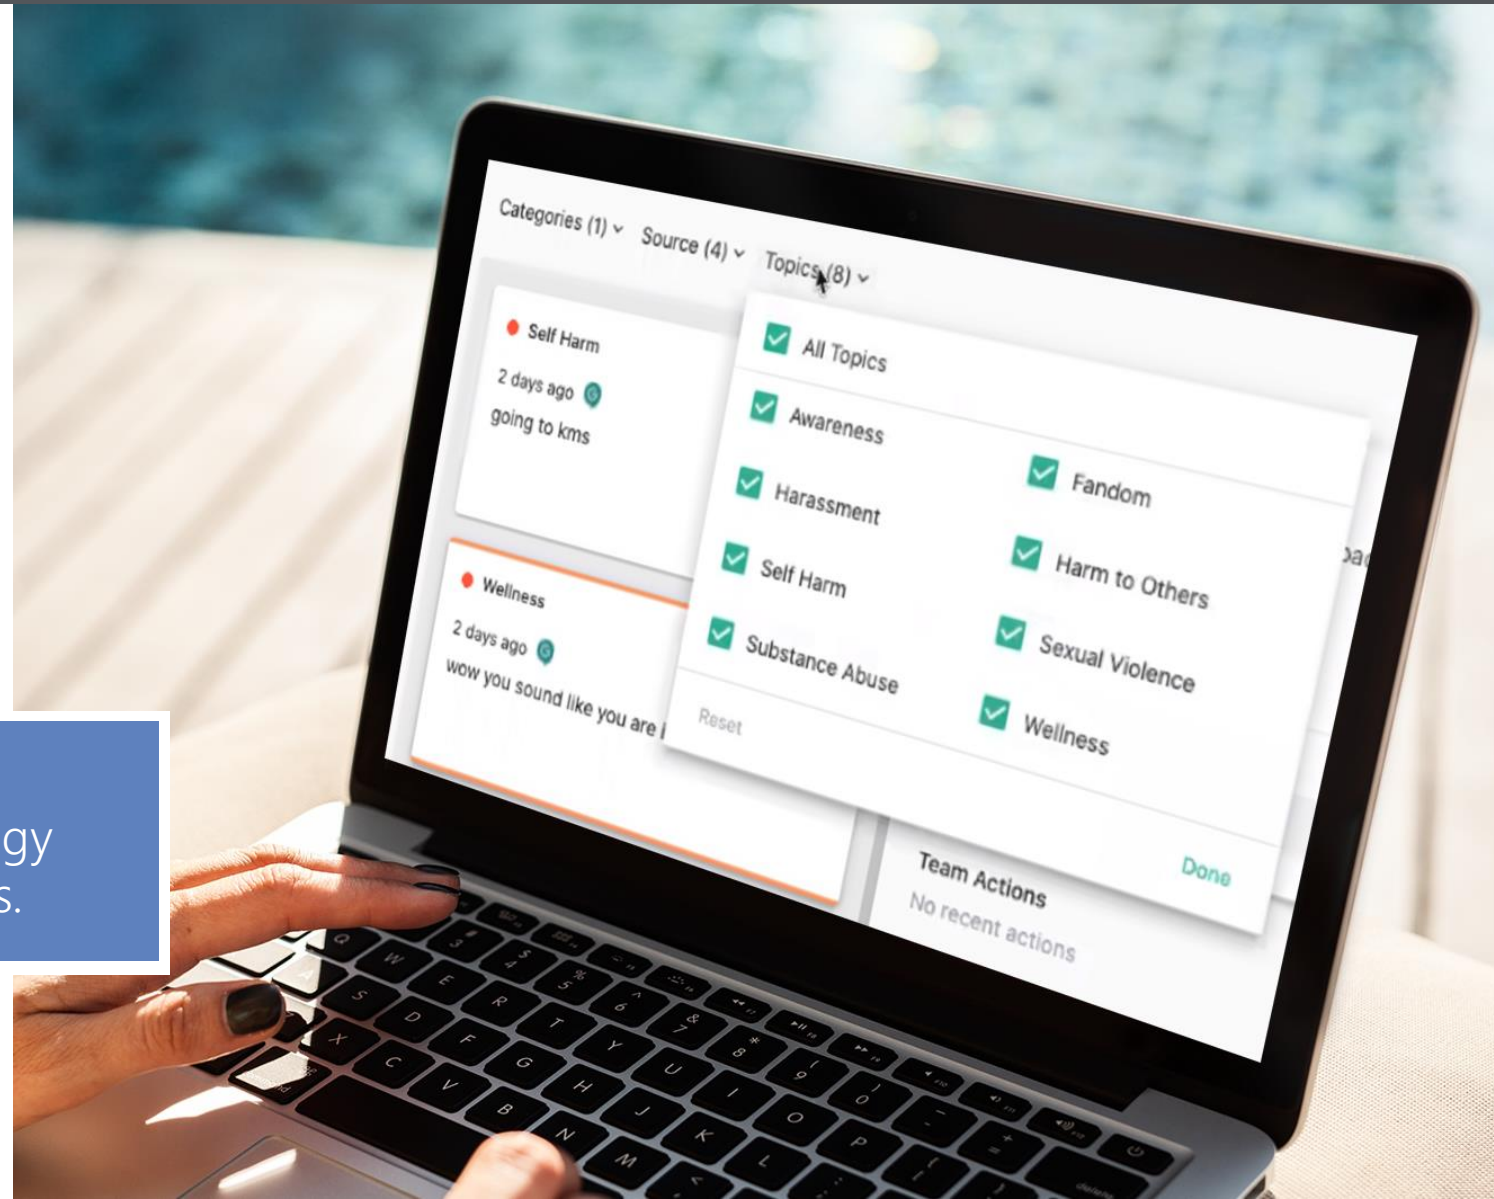 Categories (1) Source (4) Topics (8)
Self Harm
2 days ago
going to kms
Wellness
2 days ago
wow you sound like you are
All Topics
Awareness
Harassment
Self Harm
Substance Abuse
Fandom
Harm to Others
Sexual Violence
Wellness
Reset
Done
Team Actions
No recent actions
gy
s.
Q W E R T Y U I O P
A S D F G H J K L
X C V B N M